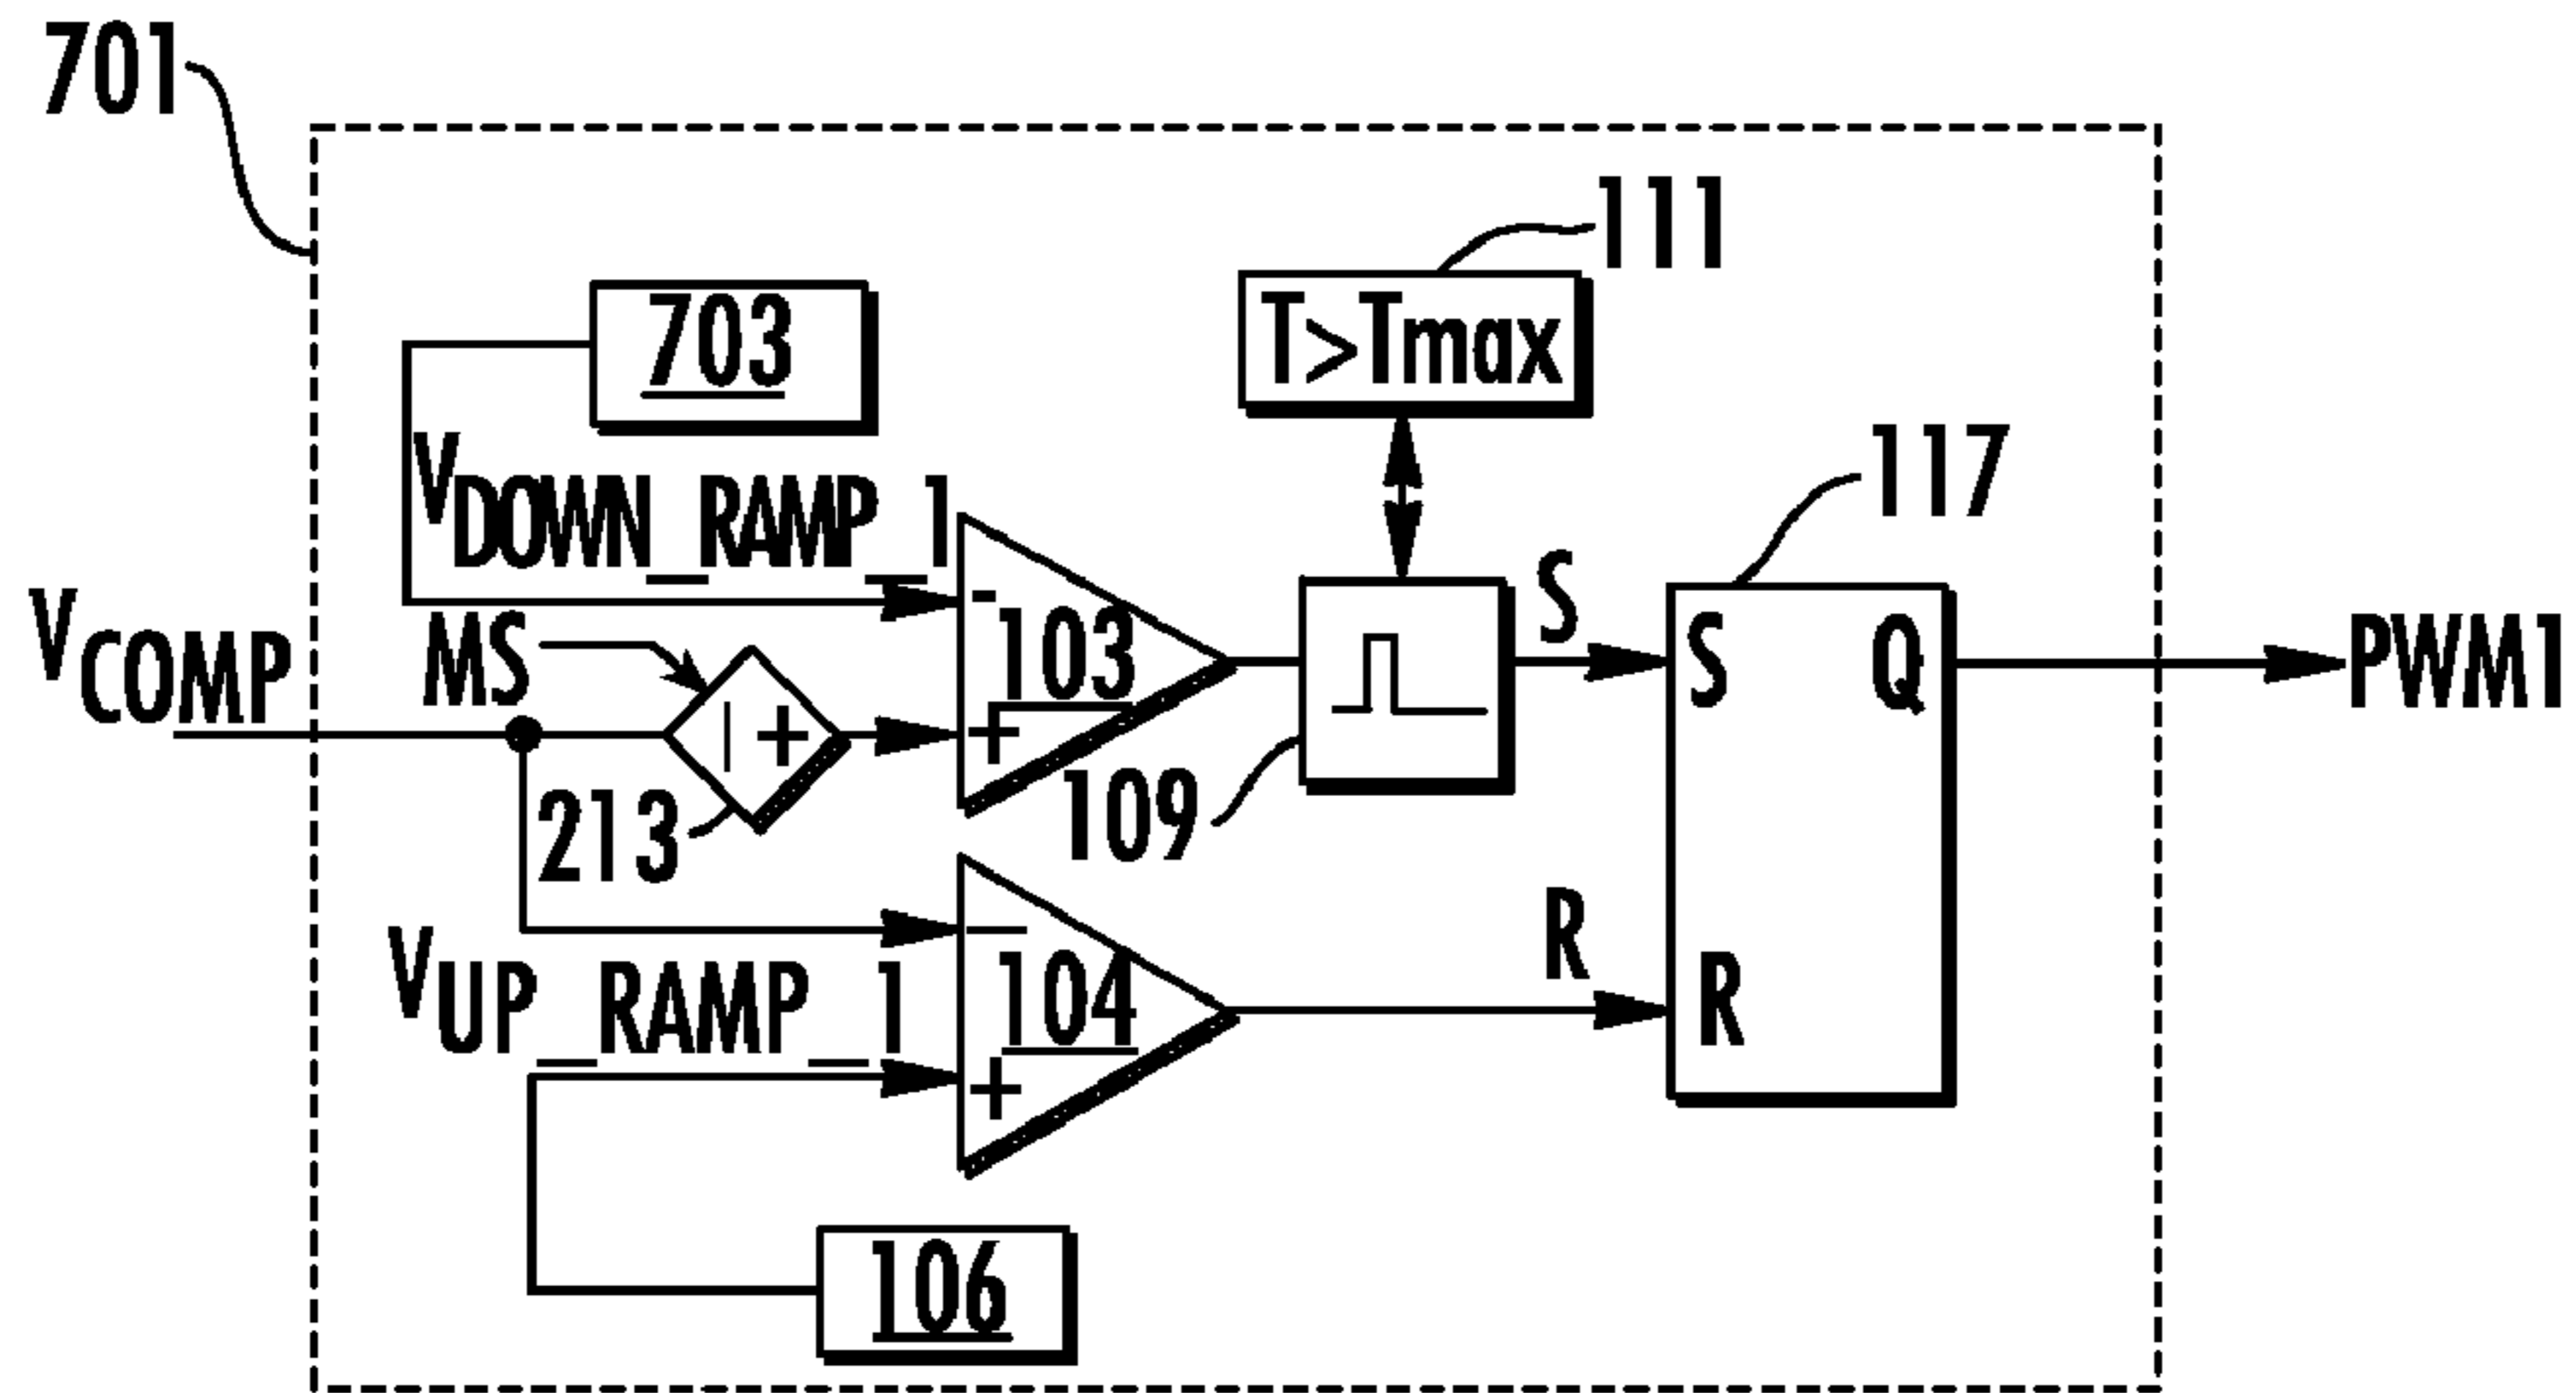 701
111
703
T>Tmax
117
VDOWN_RAMP_1
-
103
+
S
S Q
PWM1
VCOMP
MS
| +
213
109
VUP_RAMP_1
—
104
+
R
R
106